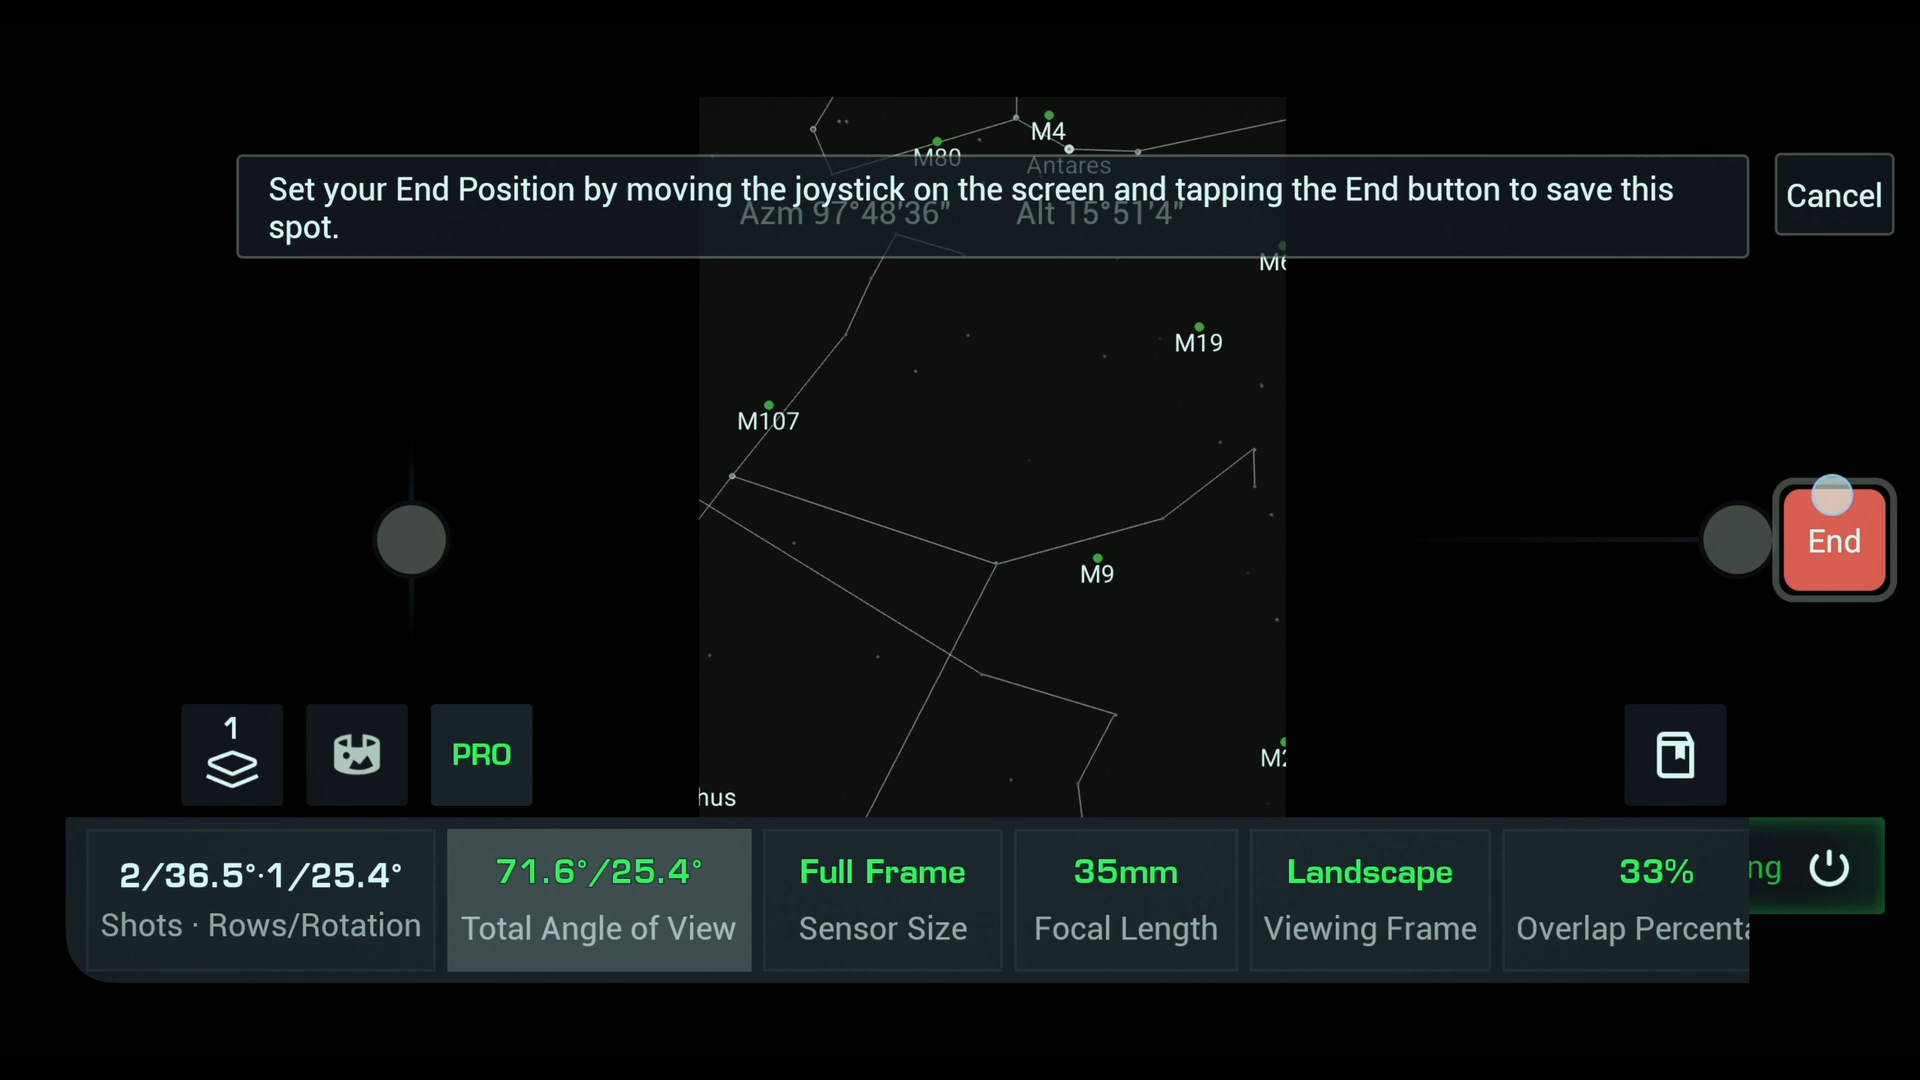 M4
M80
Antares
Set your End Position by moving the joystick on the screen and tapping the End button to save this
spot.
Cancel
Azm 97°48'36" Alt 15°51'4"
M19
M107
End
M9
1
PRO
hus
2/36.5°·1/25.4°
Shots · Rows/Rotation
71.6°/25.4°
Total Angle of View
Full Frame
Sensor Size
35mm
Focal Length
Landscape
Viewing Frame
33%
Overlap Percenta
ng